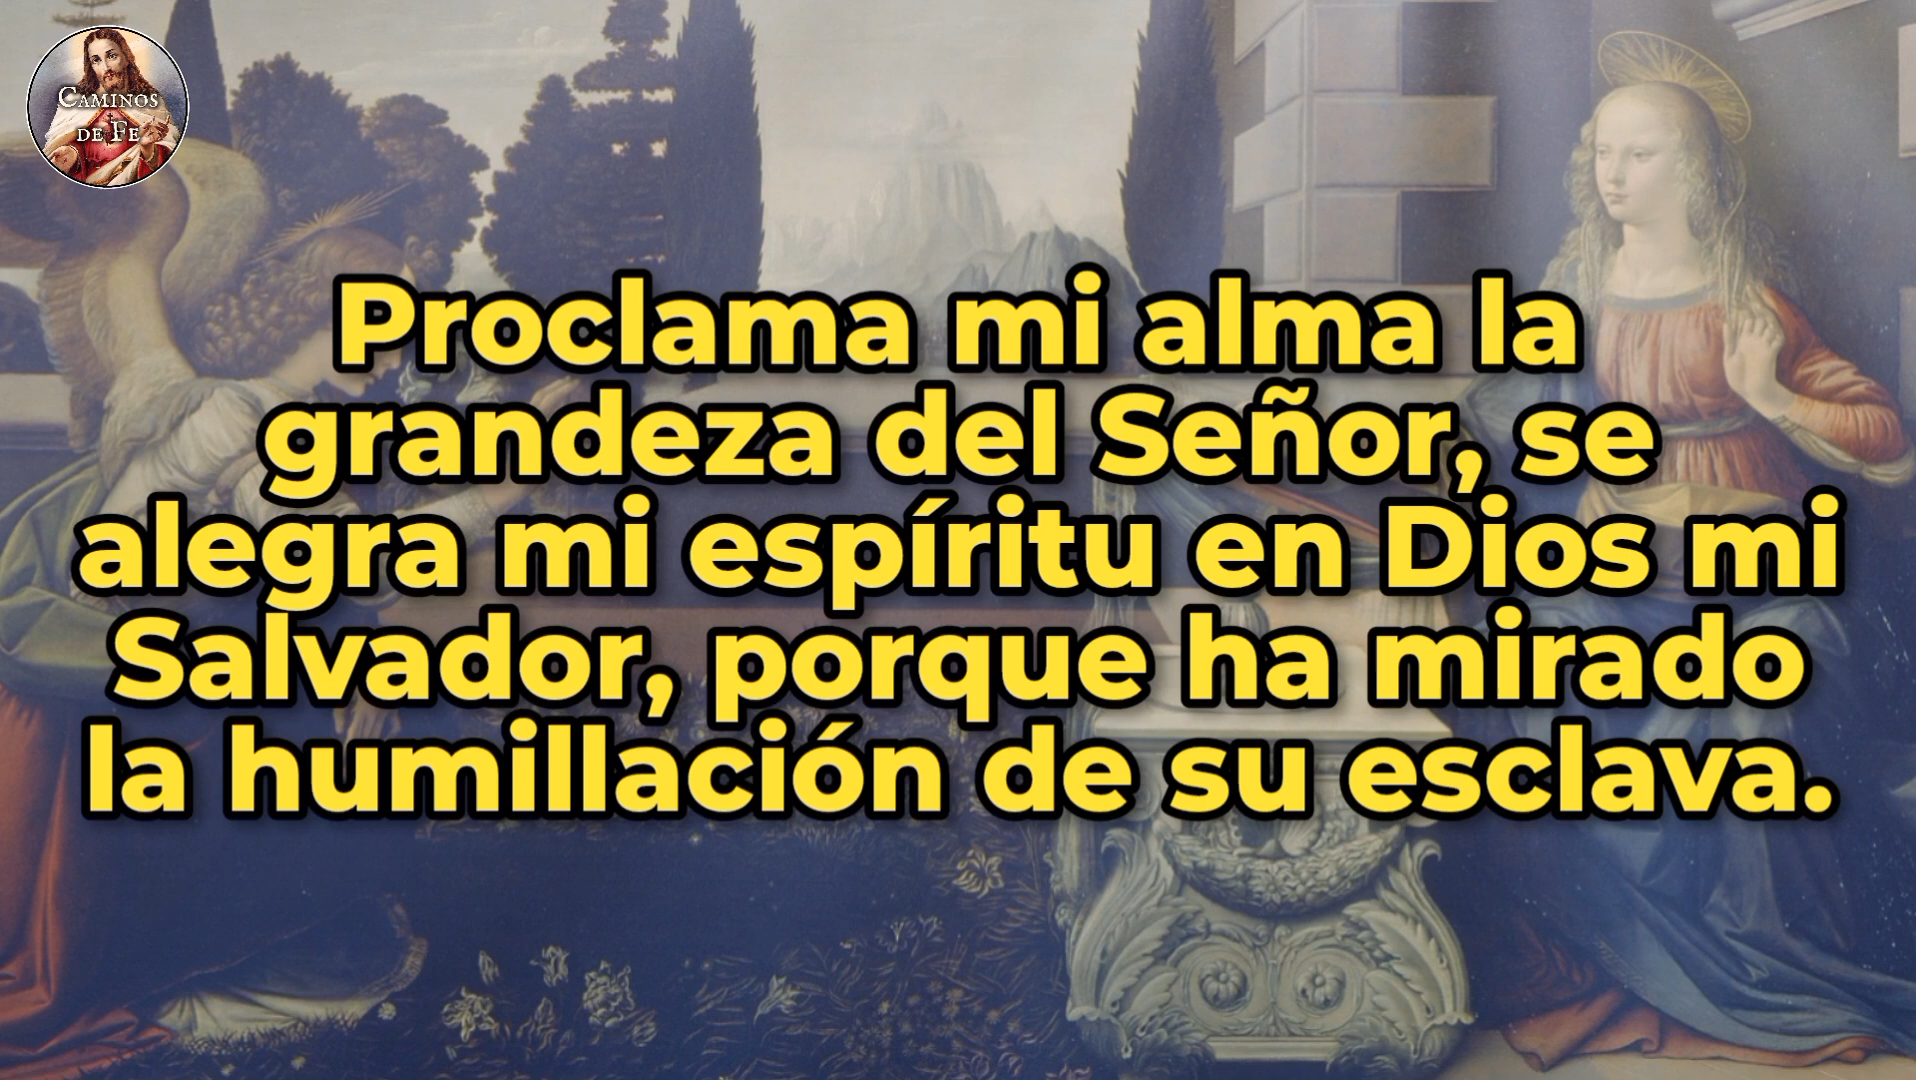 CAMINOS
DE FE
Proclama mi alma la
grandeza del Señor, se
alegra mi espíritu en Dios mi
Salvador, porque ha mirado
la humillación de su esclava.